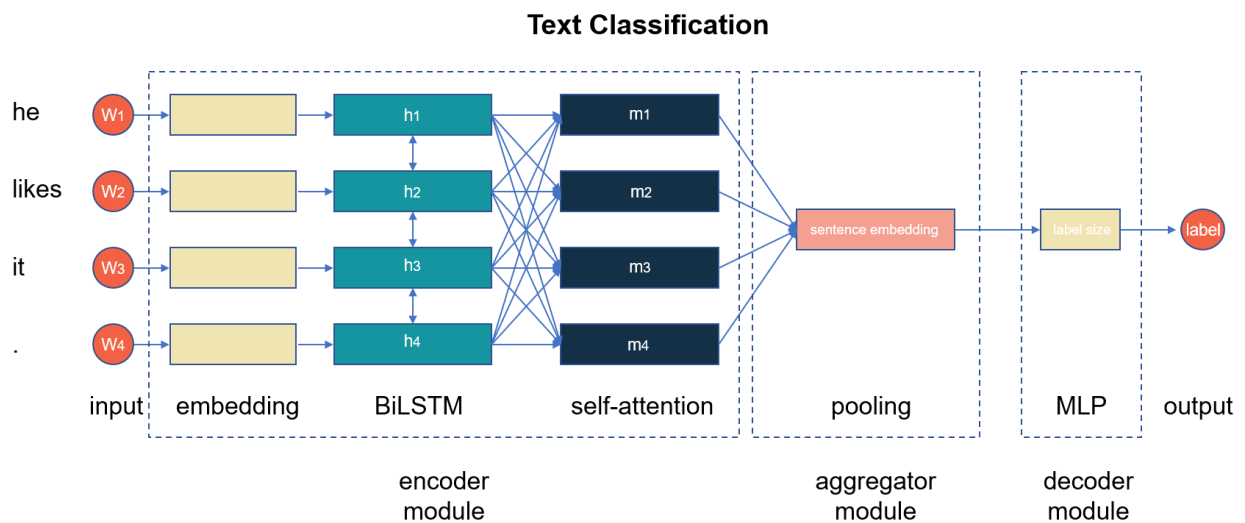 Text Classification
he
W1
h1
m1
likes
W2
h2
m2
sentence embedding
label size
label
it
W3
h3
m3
.
W4
h4
m4
input
embedding
BiLSTM
self-attention
pooling
MLP
output
encoder
module
aggregator
module
decoder
module